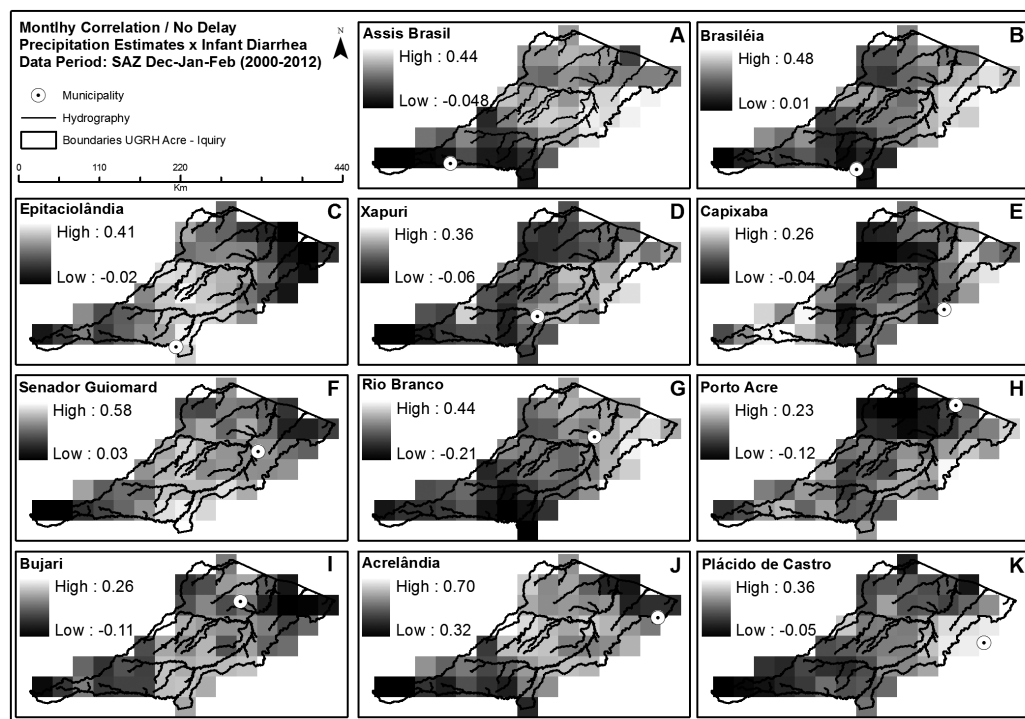 Montlhy Correlation / No Delay
Precipitation Estimates x Infant Diarrhea
Data Period: SAZ Dec-Jan-Feb (2000-2012)
N
Municipality
Hydrography
Boundaries UGRH Acre - Iquiry
0 110 220 440
Km
Assis Brasil A
High : 0.44
Low : -0.048
Brasiléia B
High : 0.48
Low : 0.01
Epitaciolândia C
High : 0.41
Low : -0.02
Xapuri D
High : 0.36
Low : -0.06
Capixaba E
High : 0.26
Low : -0.04
Senador Guiomard F
High : 0.58
Low : 0.03
Rio Branco G
High : 0.44
Low : -0.21
Porto Acre H
High : 0.23
Low : -0.12
Bujari I
High : 0.26
Low : -0.11
Acrelândia J
High : 0.70
Low : 0.32
Plácido de Castro K
High : 0.36
Low : -0.05